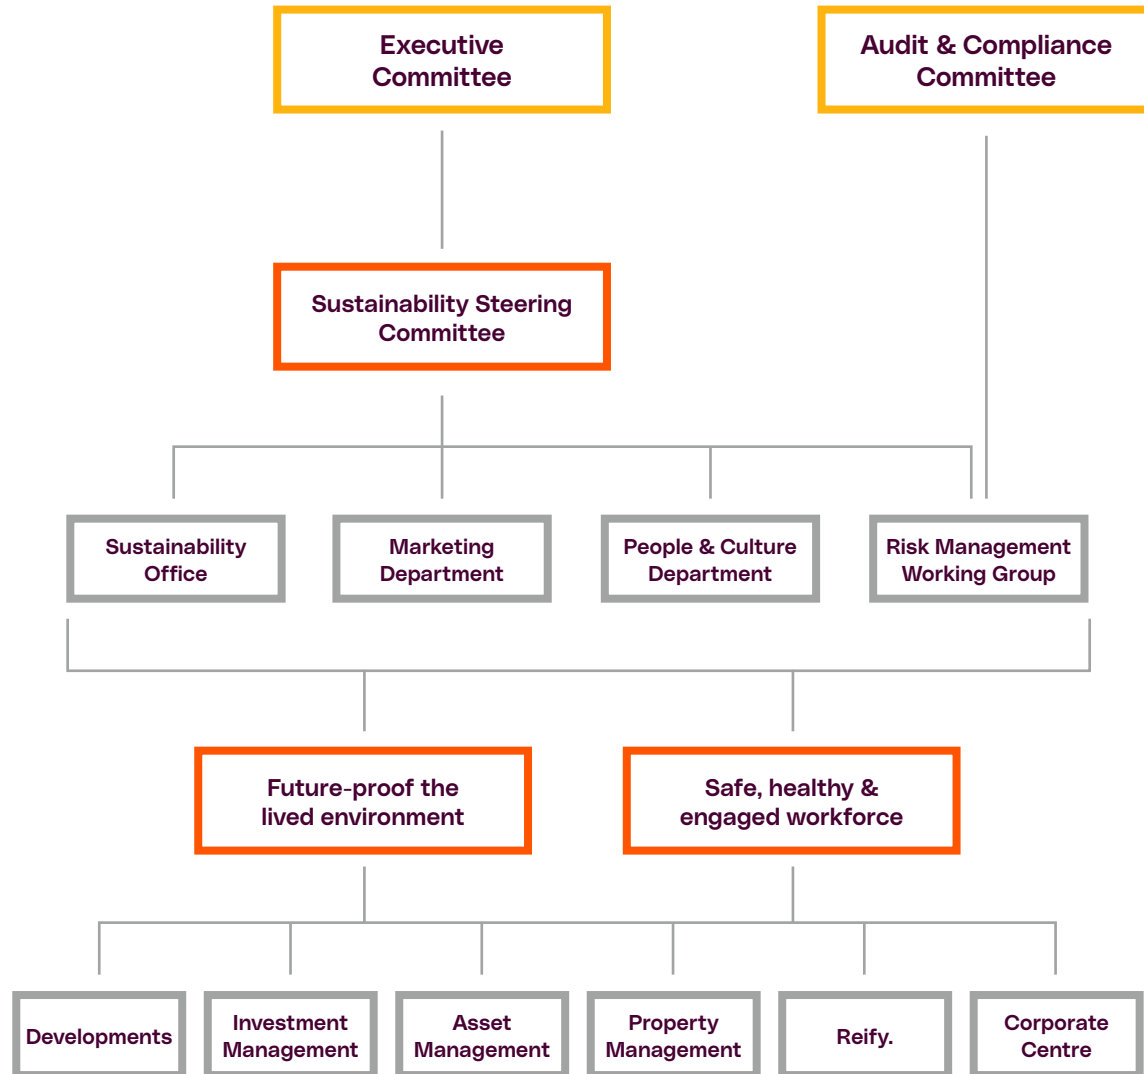 Executive
Committee
Audit & Compliance
Committee
Sustainability Steering
Committee
Sustainability
Office
Marketing
Department
People & Culture
Department
Risk Management
Working Group
Future-proof the
lived environment
Safe, healthy &
engaged workforce
Developments
Investment
Management
Asset
Management
Property
Management
Reify.
Corporate
Centre